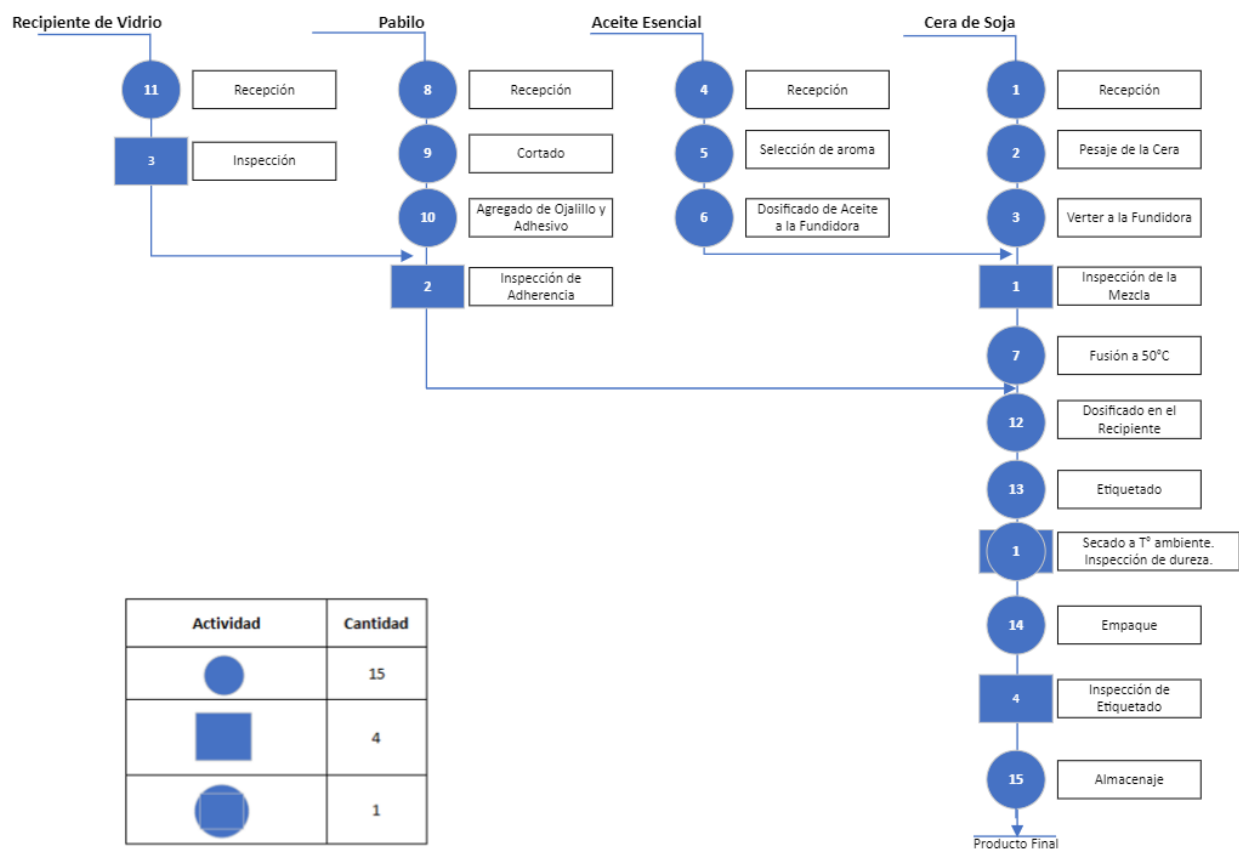 Recipiente de Vidrio
Pabilo
Aceite Esencial
Cera de Soja
11
Recepción
8
Recepción
4
Recepción
1
Recepción
3
Inspección
9
Cortado
5
Selección de aroma
2
Pesaje de la Cera
10
Agregado de Ojalillo y
Adhesivo
6
Dosificado de Aceite
a la Fundidora
3
Verter a la Fundidora
2
Inspección de
Adherencia
1
Inspección de la
Mezcla
7
Fusión a 50°C
12
Dosificado en el
Recipiente
13
Etiquetado
1
Secado a T° ambiente.
Inspección de dureza.
14
Empaque
4
Inspección de
Etiquetado
15
Almacenaje
Producto Final
Actividad
Cantidad
15
4
1